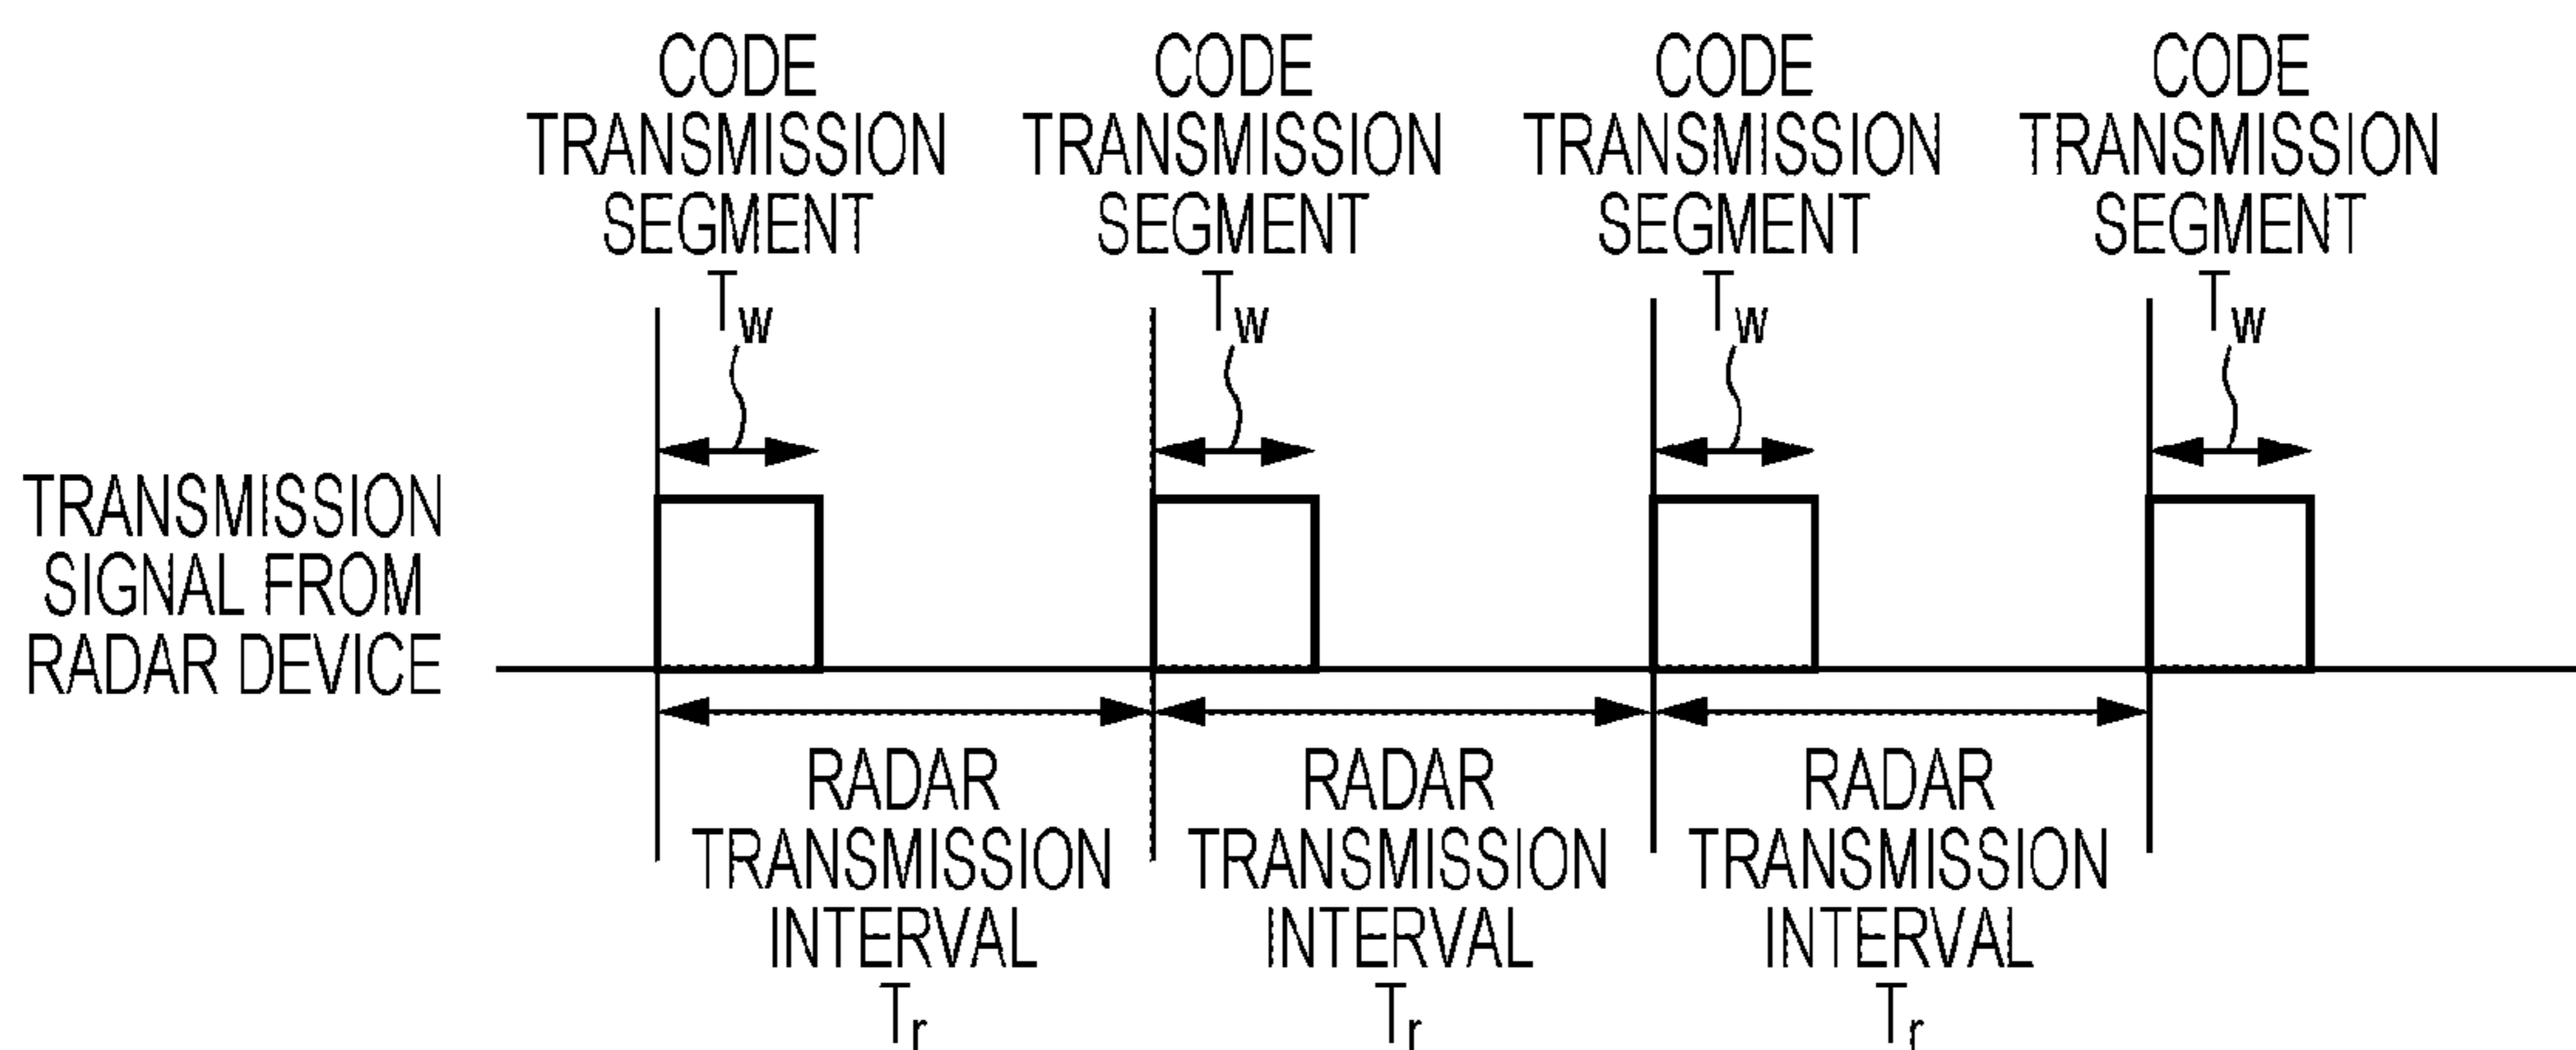 CODE
TRANSMISSION
SEGMENT
Tw
CODE
TRANSMISSION
SEGMENT
Tw
CODE
TRANSMISSION
SEGMENT
Tw
CODE
TRANSMISSION
SEGMENT
Tw
TRANSMISSION
SIGNAL FROM
RADAR DEVICE
RADAR
TRANSMISSION
INTERVAL
Tr
RADAR
TRANSMISSION
INTERVAL
Tr
RADAR
TRANSMISSION
INTERVAL
Tr